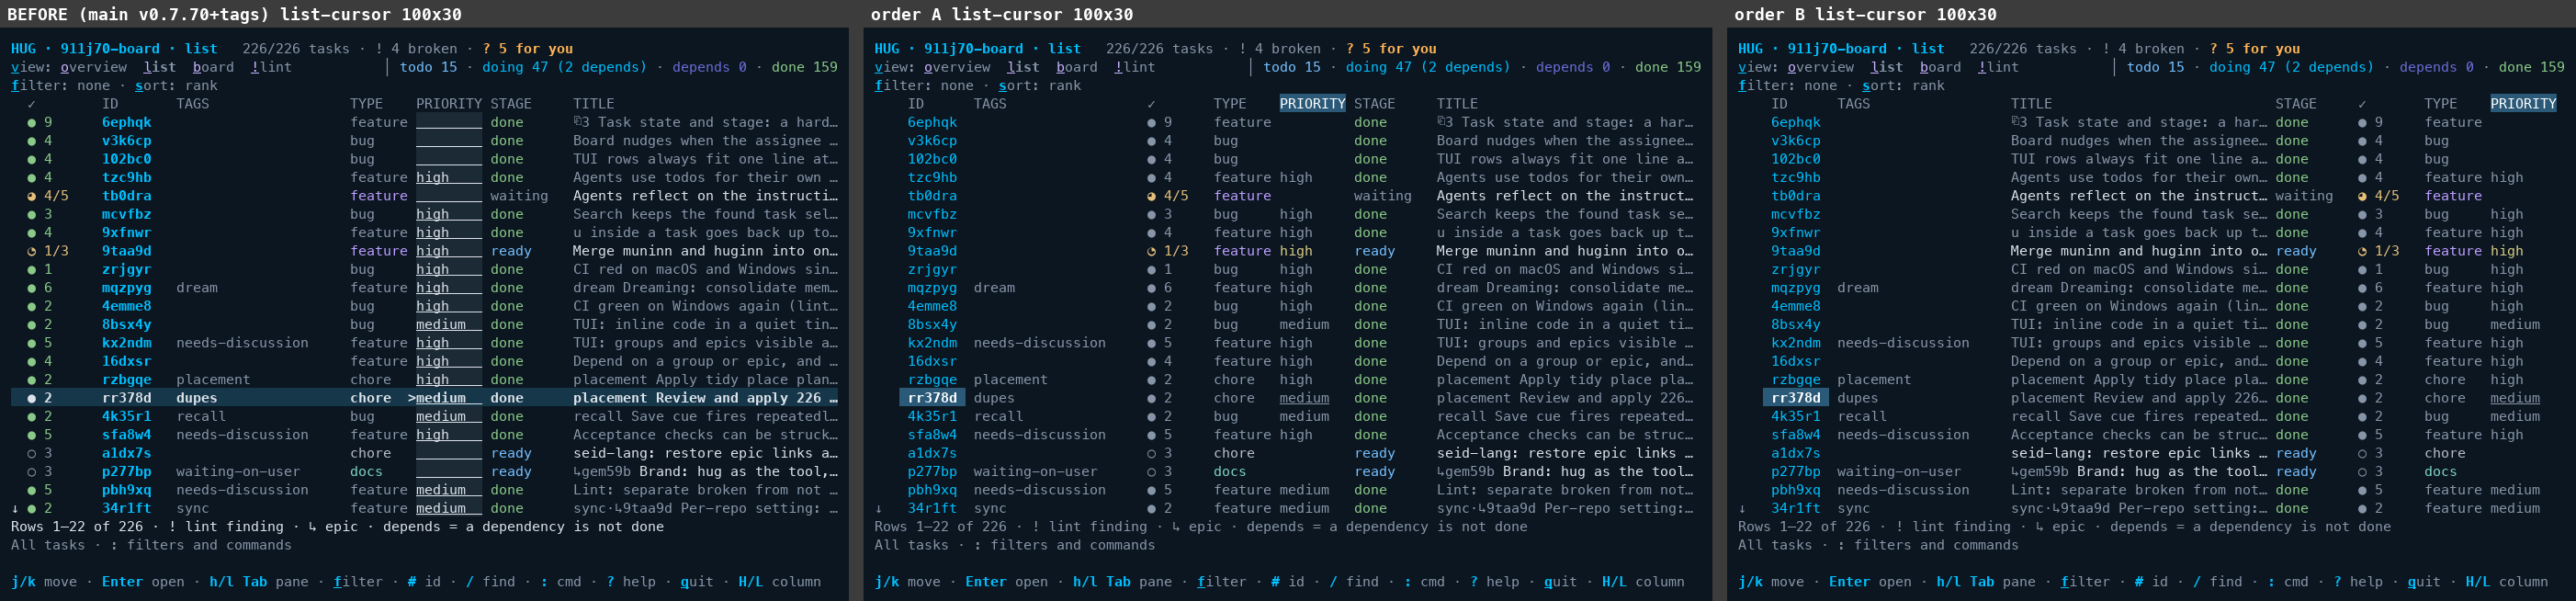 BEFORE (main v0.7.70+tags) list-cursor 100x30
HUG · 911j70-board · list 226/226 tasks · ! 4 broken · ? 5 for you
view: overview list board !lint │ todo 15 · doing 47 (2 depends) · depends 0 · done 159
filter: none · sort: rank
✓ ID TAGS TYPE PRIORITY STAGE TITLE
● 9 6ephqk feature done ⎘3 Task state and stage: a hard…
● 4 v3k6cp bug done Board nudges when the assignee …
● 4 102bc0 bug done TUI rows always fit one line at…
● 4 tzc9hb feature high done Agents use todos for their own …
◕ 4/5 tb0dra feature waiting Agents reflect on the instructi…
● 3 mcvfbz bug high done Search keeps the found task sel…
● 4 9xfnwr feature high done u inside a task goes back up to…
◔ 1/3 9taa9d feature high ready Merge muninn and huginn into on…
● 1 zrjgyr bug high done CI red on macOS and Windows sin…
● 6 mqzpyg dream feature high done dream Dreaming: consolidate mem…
● 2 4emme8 bug high done CI green on Windows again (lint…
● 2 8bsx4y bug medium done TUI: inline code in a quiet tin…
● 5 kx2ndm needs-discussion feature high done TUI: groups and epics visible a…
● 4 16dxsr feature high done Depend on a group or epic, and …
● 2 rzbgqe placement chore high done placement Apply tidy place plan…
● 2 rr378d dupes chore >medium done placement Review and apply 226 …
● 2 4k35r1 recall bug medium done recall Save cue fires repeatedl…
● 5 sfa8w4 needs-discussion feature high done Acceptance checks can be struck…
○ 3 a1dx7s chore ready seid-lang: restore epic links a…
○ 3 p277bp waiting-on-user docs ready ↳gem59b Brand: hug as the tool,…
● 5 pbh9xq needs-discussion feature medium done Lint: separate broken from not …
↓ ● 2 34r1ft sync feature medium done sync·↳9taa9d Per-repo setting: …
Rows 1–22 of 226 · ! lint finding · ↳ epic · depends = a dependency is not done
All tasks · : filters and commands
j/k move · Enter open · h/l Tab pane · filter · # id · / find · : cmd · ? help · quit · H/L column
order A list-cursor 100x30
HUG · 911j70-board · list 226/226 tasks · ! 4 broken · ? 5 for you
view: overview list board !lint │ todo 15 · doing 47 (2 depends) · depends 0 · done 159
filter: none · sort: rank
ID TAGS ✓ TYPE PRIORITY STAGE TITLE
6ephqk ● 9 feature done ⎘3 Task state and stage: a har…
v3k6cp ● 4 bug done Board nudges when the assignee…
102bc0 ● 4 bug done TUI rows always fit one line a…
tzc9hb ● 4 feature high done Agents use todos for their own…
tb0dra ◕ 4/5 feature waiting Agents reflect on the instruct…
mcvfbz ● 3 bug high done Search keeps the found task se…
9xfnwr ● 4 feature high done u inside a task goes back up t…
9taa9d ◔ 1/3 feature high ready Merge muninn and huginn into o…
zrjgyr ● 1 bug high done CI red on macOS and Windows si…
mqzpyg dream ● 6 feature high done dream Dreaming: consolidate me…
4emme8 ● 2 bug high done CI green on Windows again (lin…
8bsx4y ● 2 bug medium done TUI: inline code in a quiet ti…
kx2ndm needs-discussion ● 5 feature high done TUI: groups and epics visible …
16dxsr ● 4 feature high done Depend on a group or epic, and…
rzbgqe placement ● 2 chore high done placement Apply tidy place pla…
rr378d dupes ● 2 chore medium done placement Review and apply 226…
4k35r1 recall ● 2 bug medium done recall Save cue fires repeated…
sfa8w4 needs-discussion ● 5 feature high done Acceptance checks can be struc…
a1dx7s ○ 3 chore ready seid-lang: restore epic links …
p277bp waiting-on-user ○ 3 docs ready ↳gem59b Brand: hug as the tool…
pbh9xq needs-discussion ● 5 feature medium done Lint: separate broken from not…
↓ 34r1ft sync ● 2 feature medium done sync·↳9taa9d Per-repo setting:…
Rows 1–22 of 226 · ! lint finding · ↳ epic · depends = a dependency is not done
All tasks · : filters and commands
j/k move · Enter open · h/l Tab pane · filter · # id · / find · : cmd · ? help · quit · H/L column
order B list-cursor 100x30
HUG · 911j70-board · list 226/226 tasks · ! 4 broken · ? 5 for you
view: overview list board !lint │ todo 15 · doing 47 (2 depends) · depends 0 · done 159
filter: none · sort: rank
ID TAGS TITLE STAGE ✓ TYPE PRIORITY
6ephqk ⎘3 Task state and stage: a har… done ● 9 feature
v3k6cp Board nudges when the assignee… done ● 4 bug
102bc0 TUI rows always fit one line a… done ● 4 bug
tzc9hb Agents use todos for their own… done ● 4 feature high
tb0dra Agents reflect on the instruct… waiting ◕ 4/5 feature
mcvfbz Search keeps the found task se… done ● 3 bug high
9xfnwr u inside a task goes back up t… done ● 4 feature high
9taa9d Merge muninn and huginn into o… ready ◔ 1/3 feature high
zrjgyr CI red on macOS and Windows si… done ● 1 bug high
mqzpyg dream dream Dreaming: consolidate me… done ● 6 feature high
4emme8 CI green on Windows again (lin… done ● 2 bug high
8bsx4y TUI: inline code in a quiet ti… done ● 2 bug medium
kx2ndm needs-discussion TUI: groups and epics visible … done ● 5 feature high
16dxsr Depend on a group or epic, and… done ● 4 feature high
rzbgqe placement placement Apply tidy place pla… done ● 2 chore high
rr378d dupes placement Review and apply 226… done ● 2 chore medium
4k35r1 recall recall Save cue fires repeated… done ● 2 bug medium
sfa8w4 needs-discussion Acceptance checks can be struc… done ● 5 feature high
a1dx7s seid-lang: restore epic links … ready ○ 3 chore
p277bp waiting-on-user ↳gem59b Brand: hug as the tool… ready ○ 3 docs
pbh9xq needs-discussion Lint: separate broken from not… done ● 5 feature medium
↓ 34r1ft sync sync·↳9taa9d Per-repo setting:… done ● 2 feature medium
Rows 1–22 of 226 · ! lint finding · ↳ epic · depends = a dependency is not done
All tasks · : filters and commands
j/k move · Enter open · h/l Tab pane · filter · # id · / find · : cmd · ? help · quit · H/L column